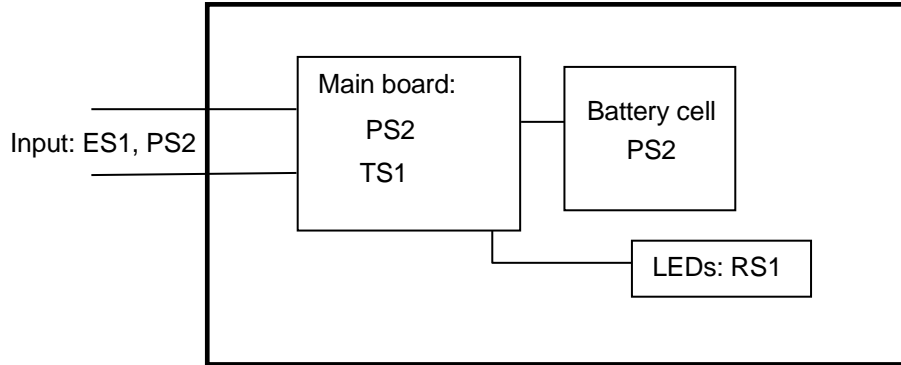 Main board:
PS2
TS1
Battery cell
PS2
Input: ES1, PS2
LEDs: RS1